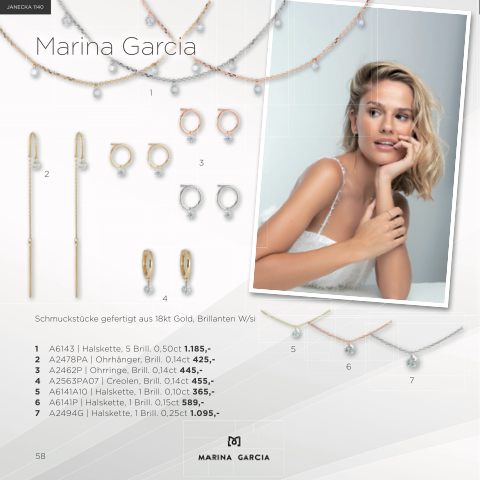 JANECKA 1140
Marina Garcia
1
2
3
4
Schmuckstücke gefertigt aus 18kt Gold, Brillanten W/si
5
6
7
1 A6143 | Halskette, 5 Brill. 0,50ct 1.185,-
2 A2478PA | Ohrhänger, Brill. 0,14ct 425,-
3 A2462P | Ohrringe, Brill. 0,14ct 445,-
4 A2563PA07 | Creolen, Brill. 0,14ct 455,-
5 A6141A10 | Halskette, 1 Brill. 0,10ct 365,-
6 A6141P | Halskette, 1 Brill. 0,15ct 589,-
7 A2494G | Halskette, 1 Brill. 0,25ct 1.095,-
58
MARINA GARCIA